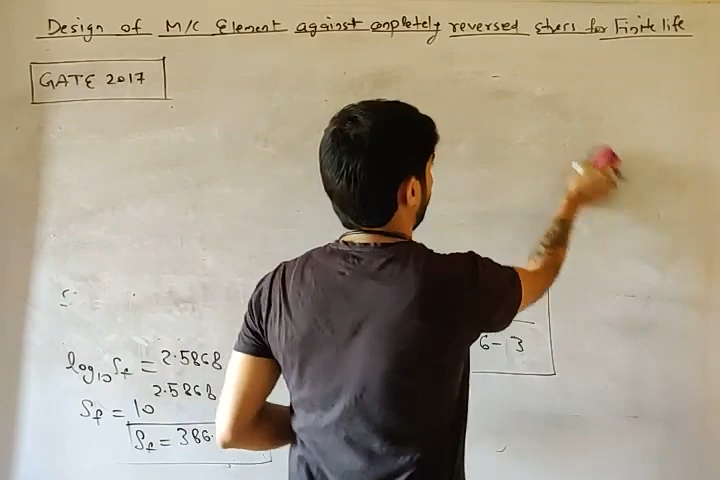 Design of M/C Element against completely reversed stress for Finite life
GATE 2017
log10 Sf = 2.5868
Sf = 10 2.5868
Sf = 386.
6-3